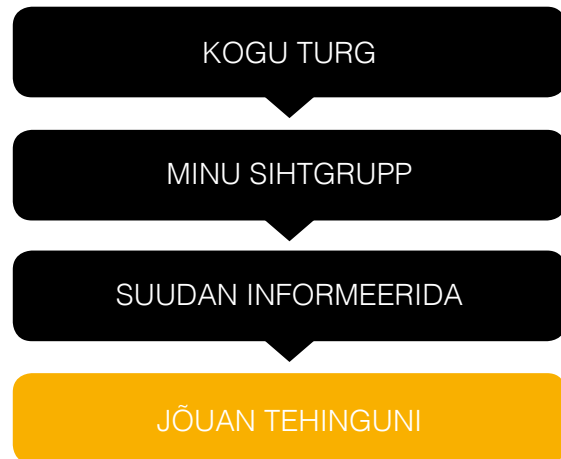 KOGU TURG
MINU SIHTGRUPP
SUUDAN INFORMEERIDA
JÕUAN TEHINGUNI